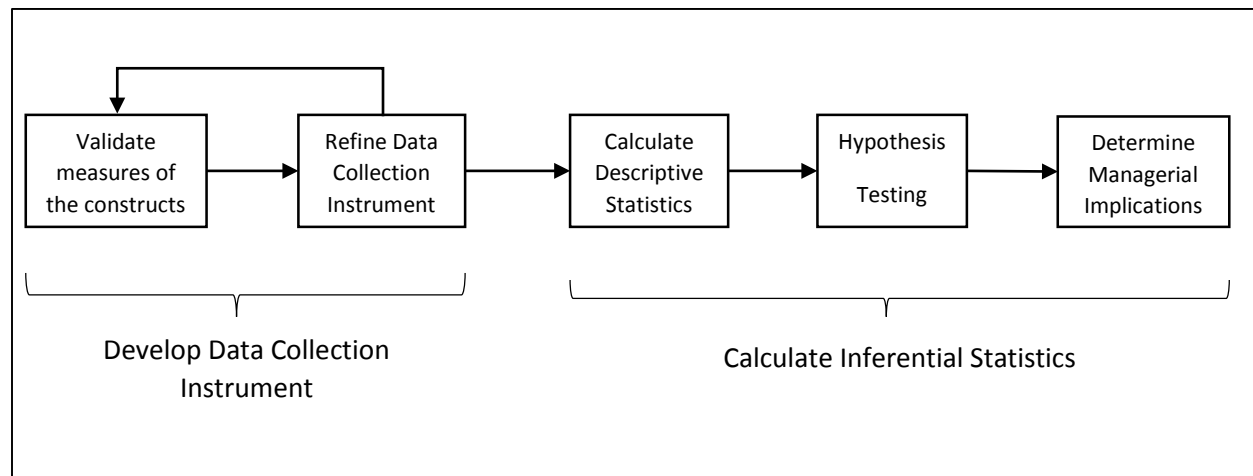 Validate
measures of
the constructs
Refine Data
Collection
Instrument
Calculate
Descriptive
Statistics
Hypothesis
Testing
Determine
Managerial
Implications
Develop Data Collection
Instrument
Calculate Inferential Statistics